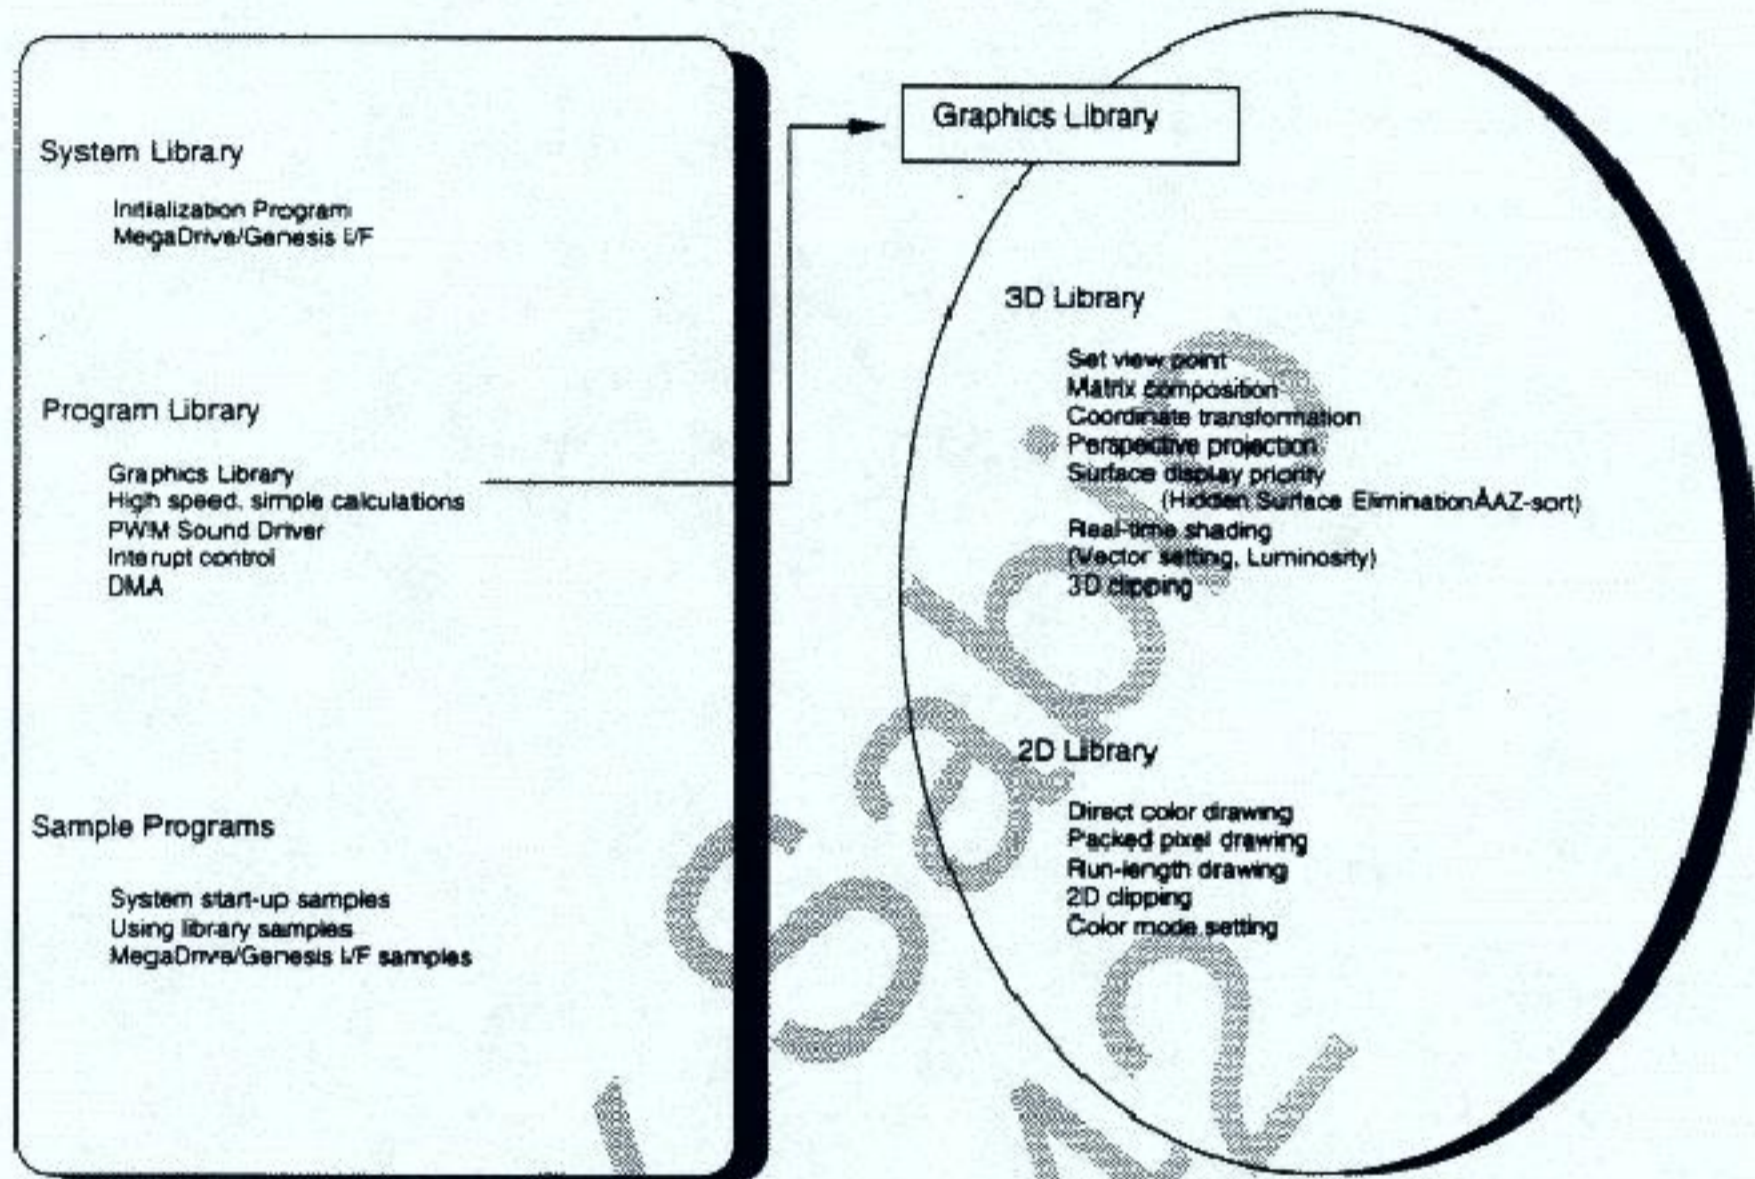 System Library
Initialization Program
MegaDrive/Genesis I/F
Program Library
Graphics Library
High speed, simple calculations
PWM Sound Driver
Interupt control
DMA
Sample Programs
System start-up samples
Using library samples
MegaDrive/Genesis I/F samples
Graphics Library
3D Library
Set view point
Matrix composition
Coordinate transformation
Perspective projection
Surface display priority
(Hidden Surface EliminationÅAZ-sort)
Real-time shading
(Vector setting, Luminosity)
3D clipping
2D Library
Direct color drawing
Packed pixel drawing
Run-length drawing
2D clipping
Color mode setting